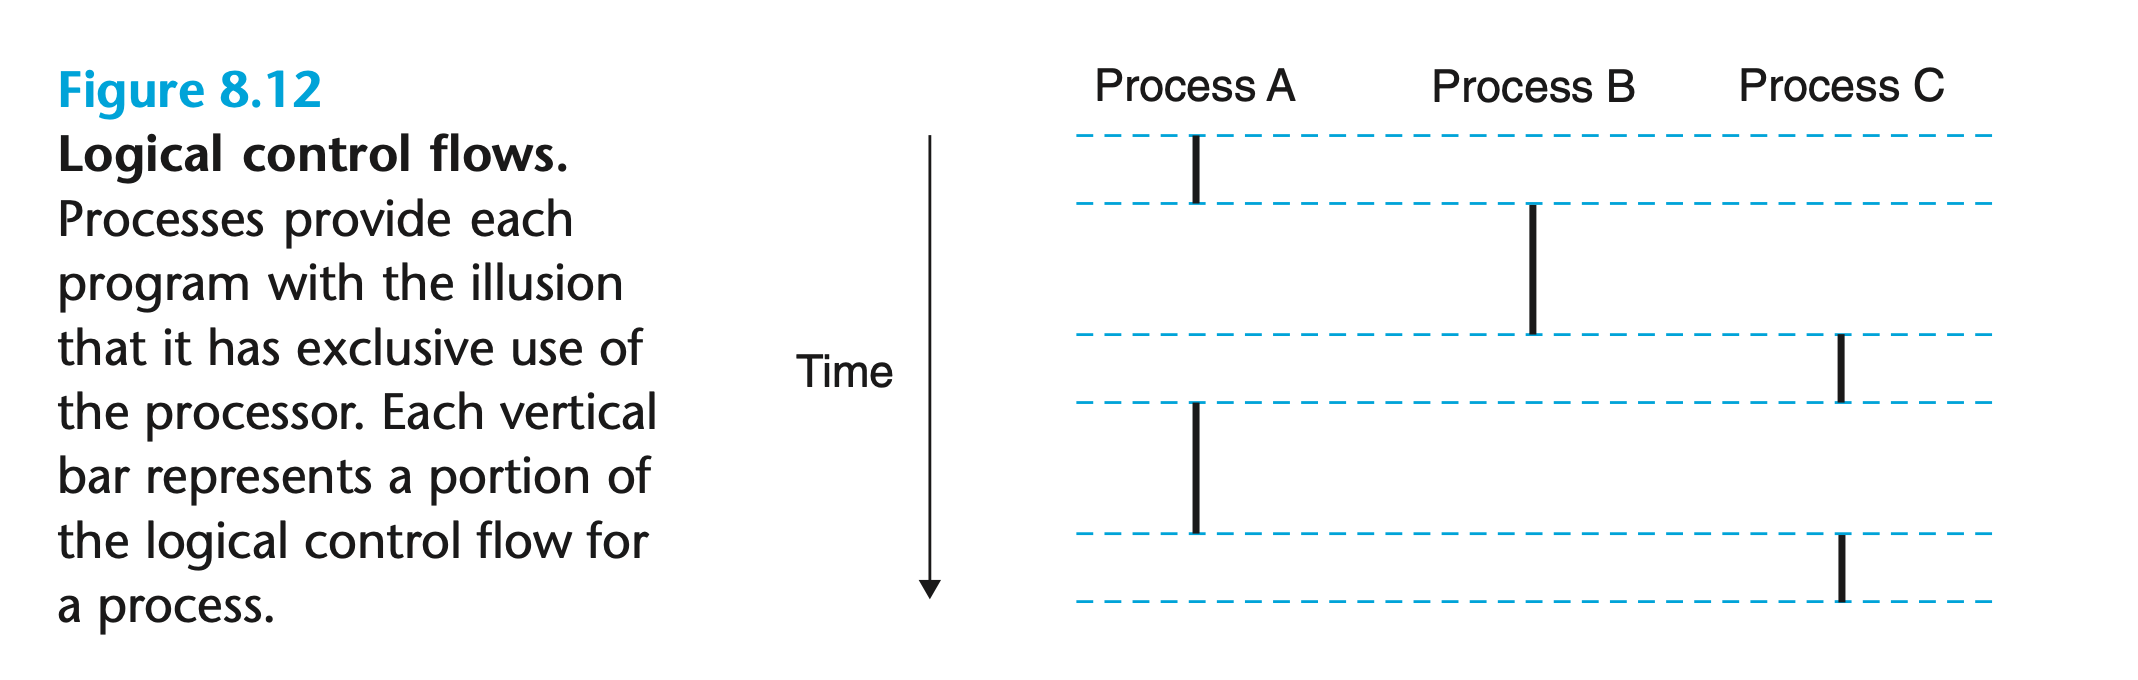 Figure 8.12
Logical control flows.
Processes provide each
program with the illusion
that it has exclusive use of
the processor. Each vertical
bar represents a portion of
the logical control flow for
a process.
Process A
Process B
Process C
Time